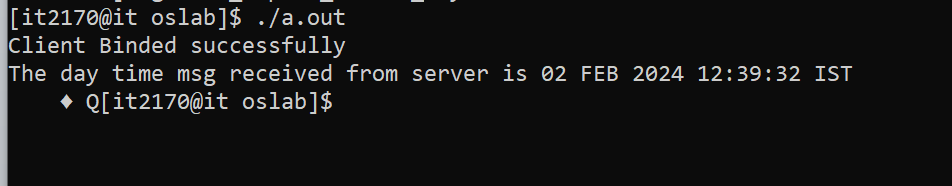 [it2170@it oslab]$ ./a.out
Client Binded successfully
The day time msg received from server is 02 FEB 2024 12:39:32 IST
♦ Q[it2170@it oslab]$